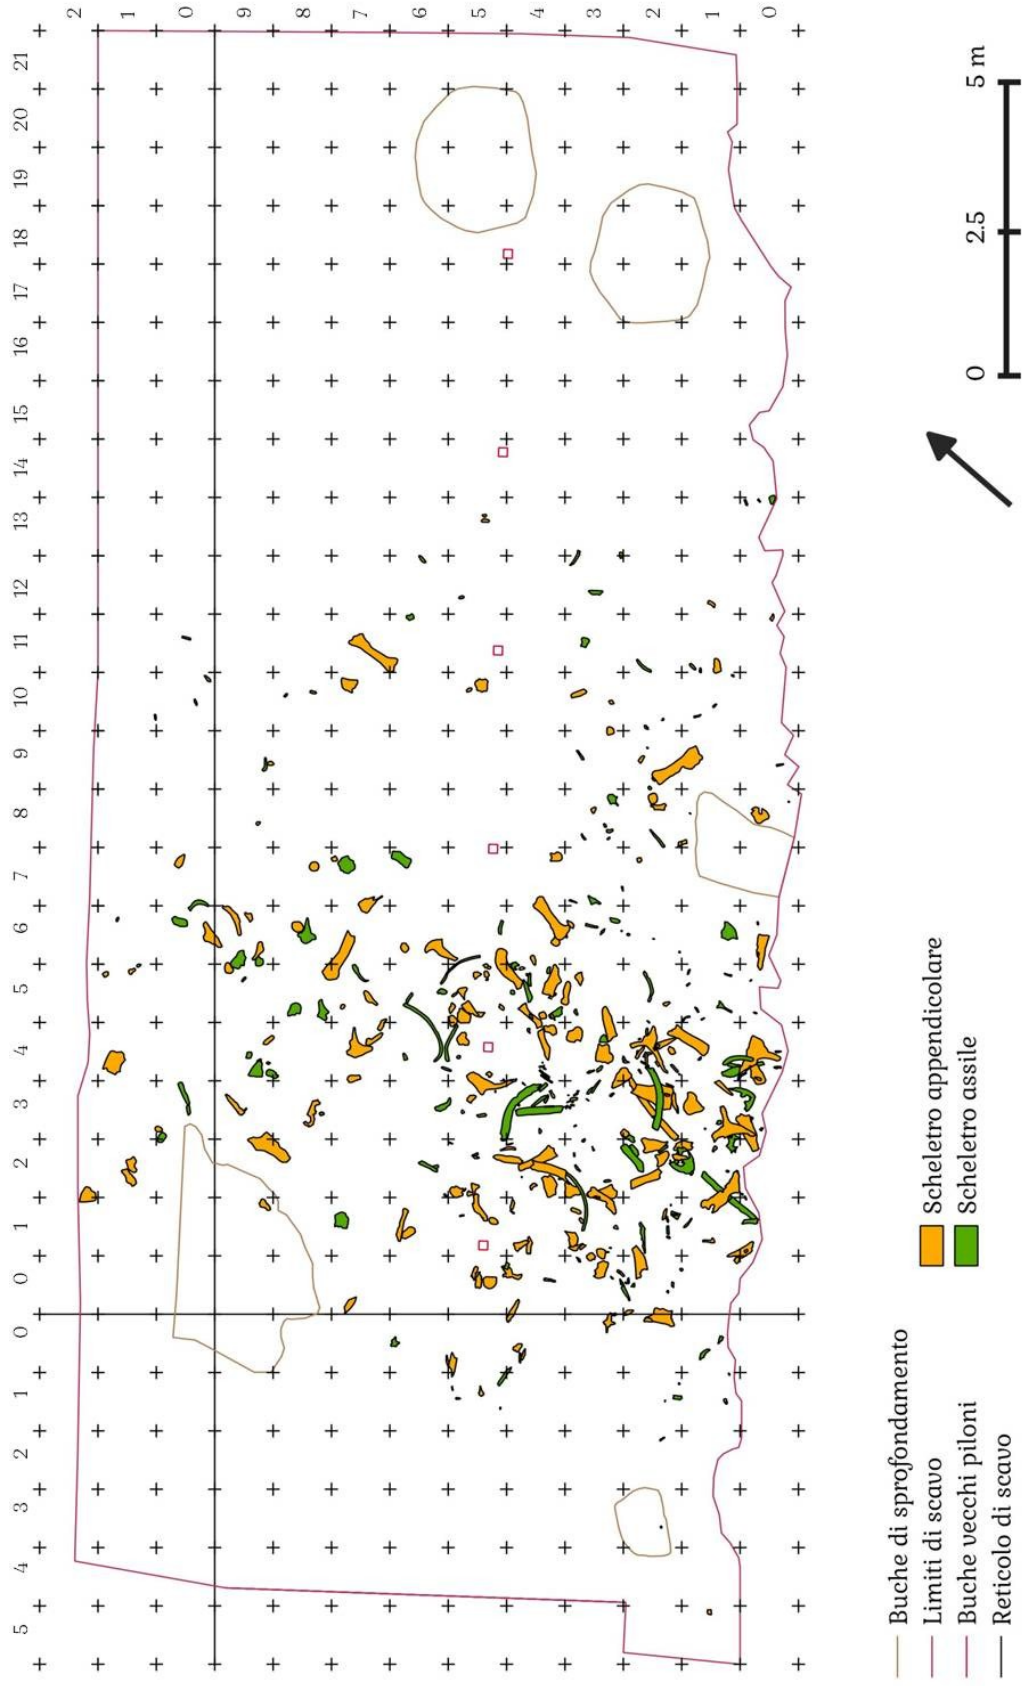 5 4 3 2 1 0 0 1 2 3 4 5 6 7 8 9 10 11 12 13 14 15 16 17 18 19 20 21
2
1
0
9
8
7
6
5
4
3
2
1
0
Buche di sprofondamento
Limiti di scavo
Buche vecchi piloni
Reticolo di scavo
Scheletro appendicolare
Scheletro assile
0 2.5 5 m